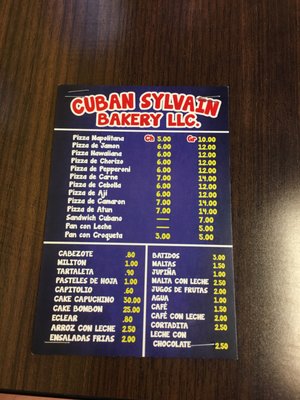 CUBAN SYLVAIN
BAKERY LLC.
Ch Gr
Pizza Napolitana 5.00 10.00
Pizza de Jamon 6.00 12.00
Pizza Hawaiiana 6.00 12.00
Pizza de Chorizo 6.00 12.00
Pizza de Pepperoni 6.00 12.00
Pizza de Carne 7.00 14.00
Pizza de Cebolla 6.00 12.00
Pizza de Aji 6.00 12.00
Pizza de Camaron 7.00 14.00
Pizza de Atun 7.00 14.00
Sandwich Cubano — 7.00
Pan con Leche — 5.00
Pan con Croqueta 3.00 5.00
CABEZOTE .80
MILITON 1.00
TARTALETA .90
PASTELES DE HOJA 1.00
CAPITOLIO .60
CAKE CAPUCHINO 30.00
CAKE BOMBON 25.00
ECLEAR .80
ARROZ CON LECHE 2.50
ENSALADAS FRIAS 2.00
BATIDOS 3.00
MALTAS 1.50
JUPIÑA 1.00
MALTA CON LECHE 2.50
JUGOS DE FRUTAS 2.00
AGUA 1.00
CAFÉ 1.50
CAFÉ CON LECHE 2.00
CORTADITA 2.50
LECHE CON
CHOCOLATE 2.50